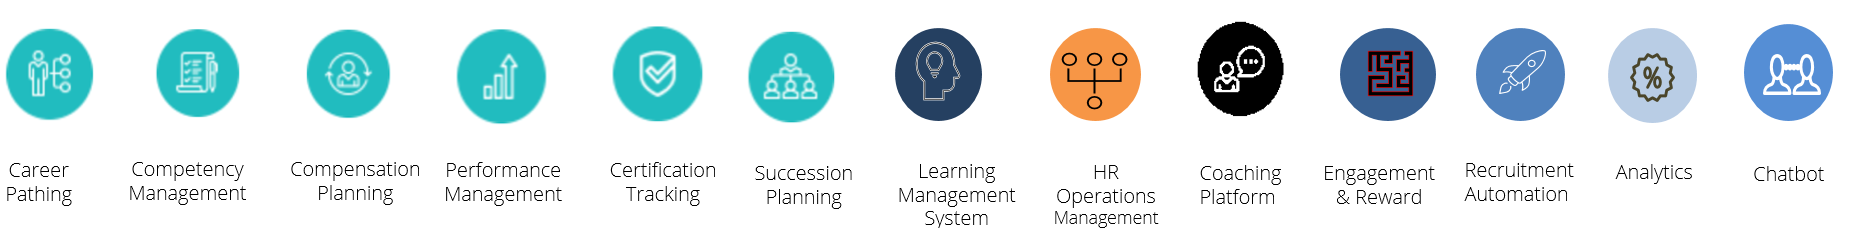 Career
Pathing
Competency
Management
Compensation
Planning
Performance
Management
Certification
Tracking
Succession
Planning
Learning
Management
System
HR
Operations
Management
Coaching
Platform
Engagement
& Reward
Recruitment
Automation
%
Analytics
Chatbot